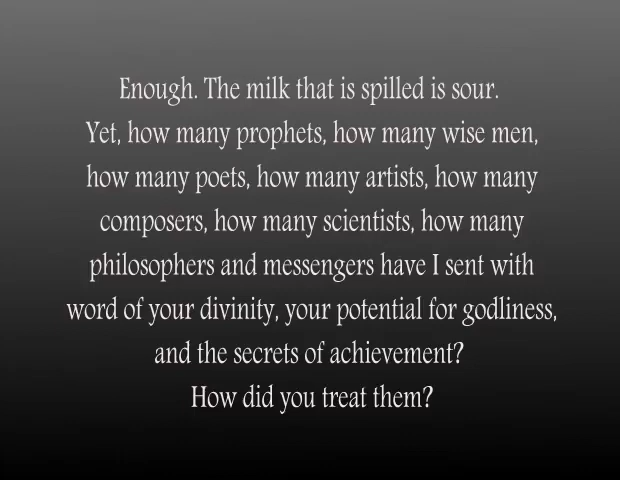 Enough. The milk that is spilled is sour.
Yet, how many prophets, how many wise men,
how many poets, how many artists, how many
composers, how many scientists, how many
philosophers and messengers have I sent with
word of your divinity, your potential for godliness,
and the secrets of achievement?
How did you treat them?